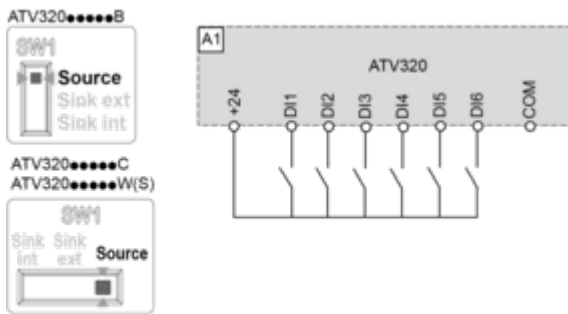 ATV320●●●●●B
SW1
Source
Sink ext
Sink int
ATV320●●●●●C
ATV320●●●●●W(S)
SW1
Sink int
Sink ext
Source
A1
ATV320
+24
DI1
DI2
DI3
DI4
DI5
DI6
COM